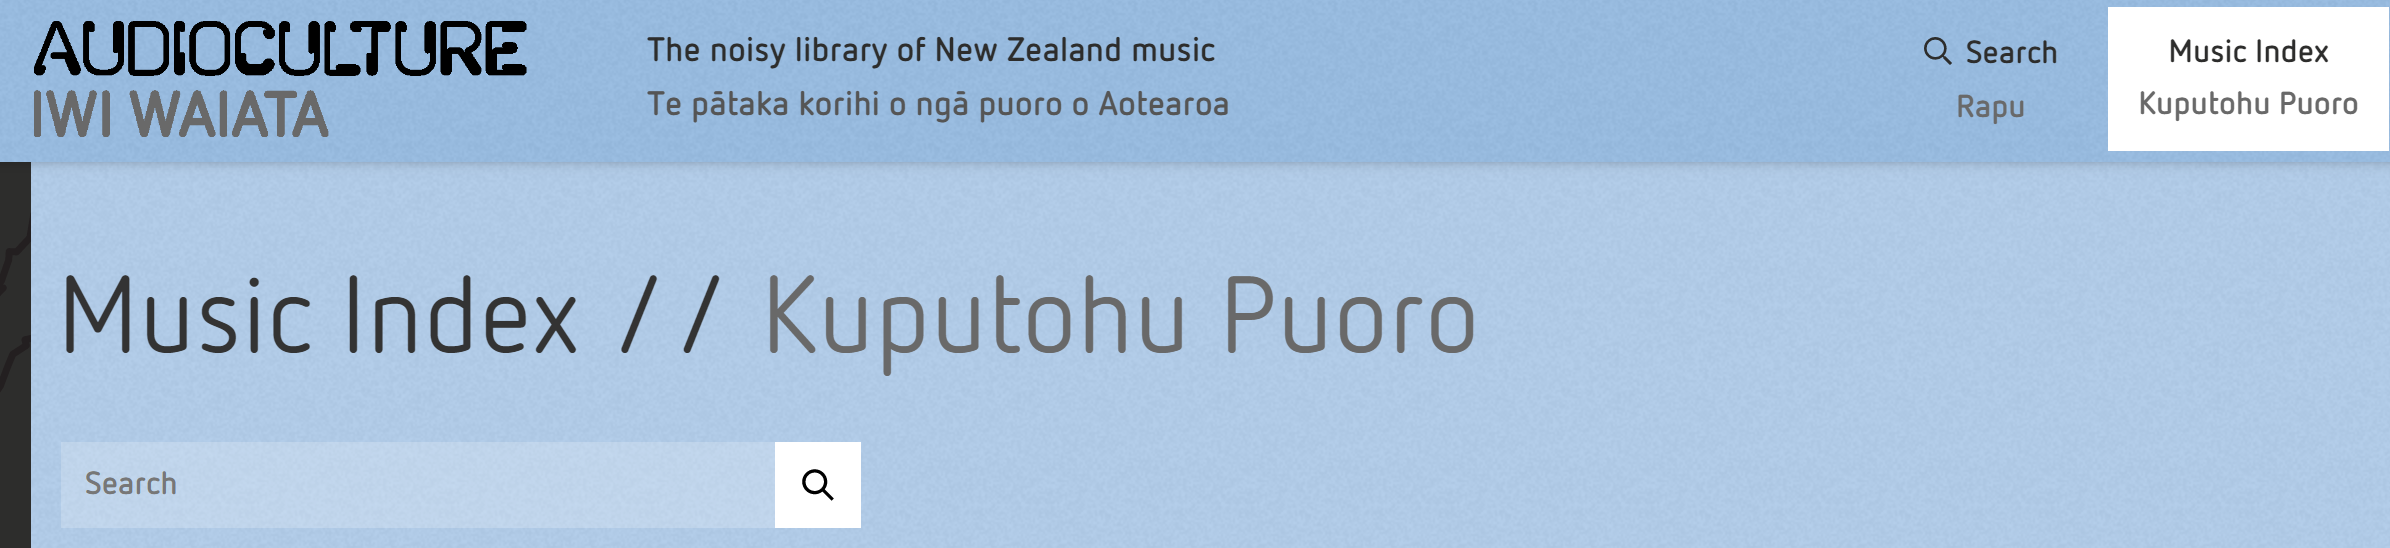 AUDIOCULTURE
IWI WAIATA
The noisy library of New Zealand music
Te pātaka korihi o ngā puoro o Aotearoa
Search
Rapu
Music Index
Kuputohu Puoro
Music Index // Kuputohu Puoro
Search